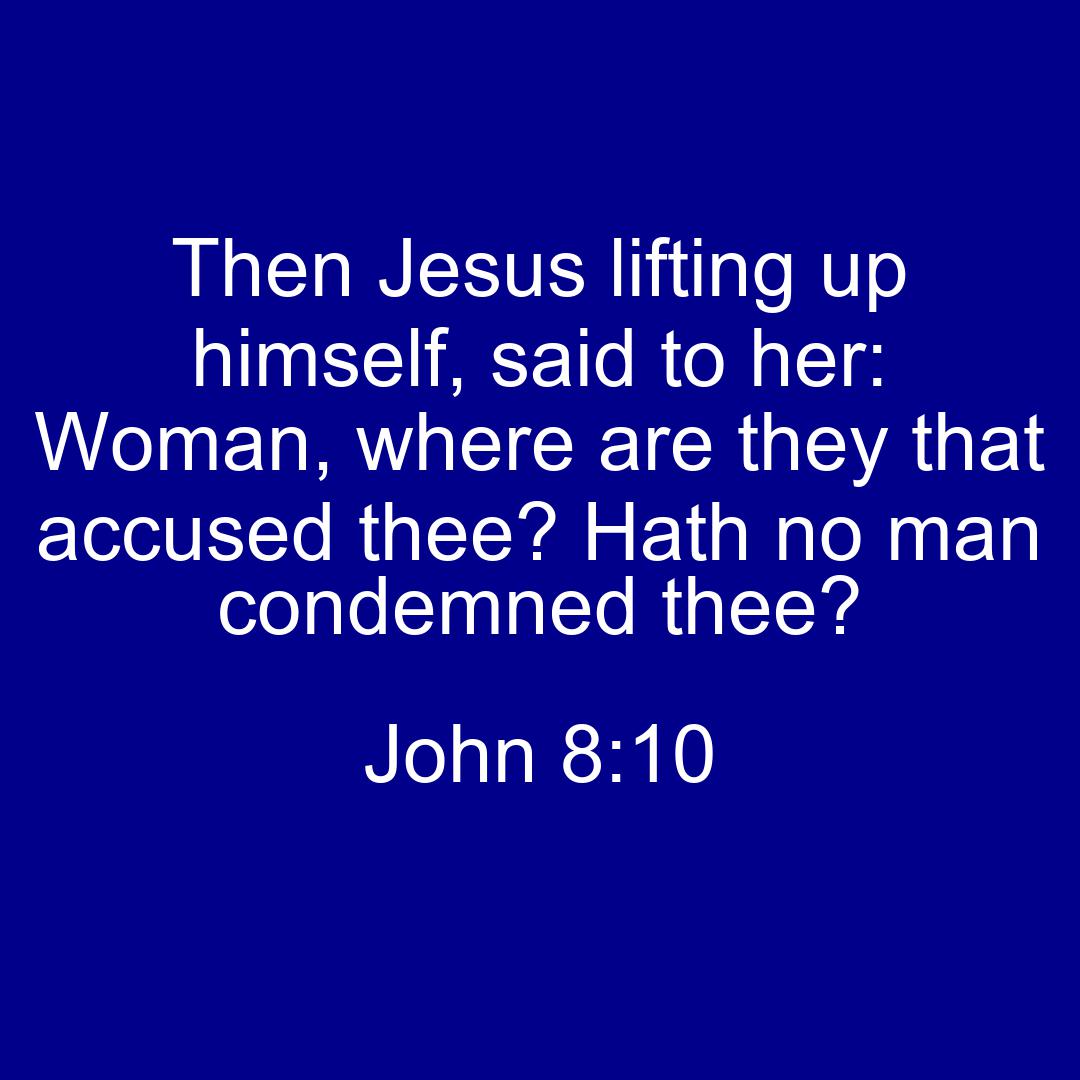 Then Jesus lifting up
himself, said to her:
Woman, where are they that
accused thee? Hath no man
condemned thee?
John 8:10